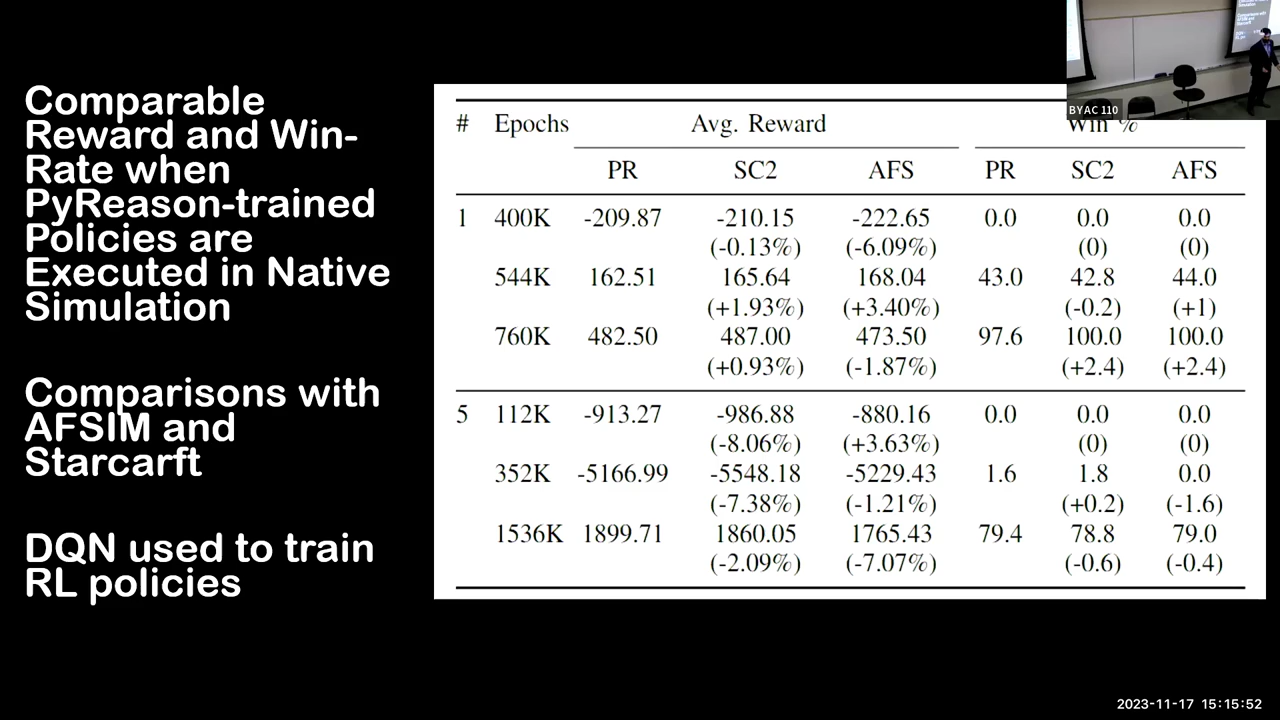 Comparable
Reward and Win-
Rate when
PyReason-trained
Policies are
Executed in Native
Simulation
Comparisons with
AFSIM and
Starcarft
DQN used to train
RL policies
# Epochs Avg. Reward Win %
PR SC2 AFS PR SC2 AFS
1 400K -209.87 -210.15 -222.65 0.0 0.0 0.0
(-0.13%) (-6.09%) (0) (0)
544K 162.51 165.64 168.04 43.0 42.8 44.0
(+1.93%) (+3.40%) (-0.2) (+1)
760K 482.50 487.00 473.50 97.6 100.0 100.0
(+0.93%) (-1.87%) (+2.4) (+2.4)
5 112K -913.27 -986.88 -880.16 0.0 0.0 0.0
(-8.06%) (+3.63%) (0) (0)
352K -5166.99 -5548.18 -5229.43 1.6 1.8 0.0
(-7.38%) (-1.21%) (+0.2) (-1.6)
1536K 1899.71 1860.05 1765.43 79.4 78.8 79.0
(-2.09%) (-7.07%) (-0.6) (-0.4)
BYAC 110
2023-11-17 15:15:52